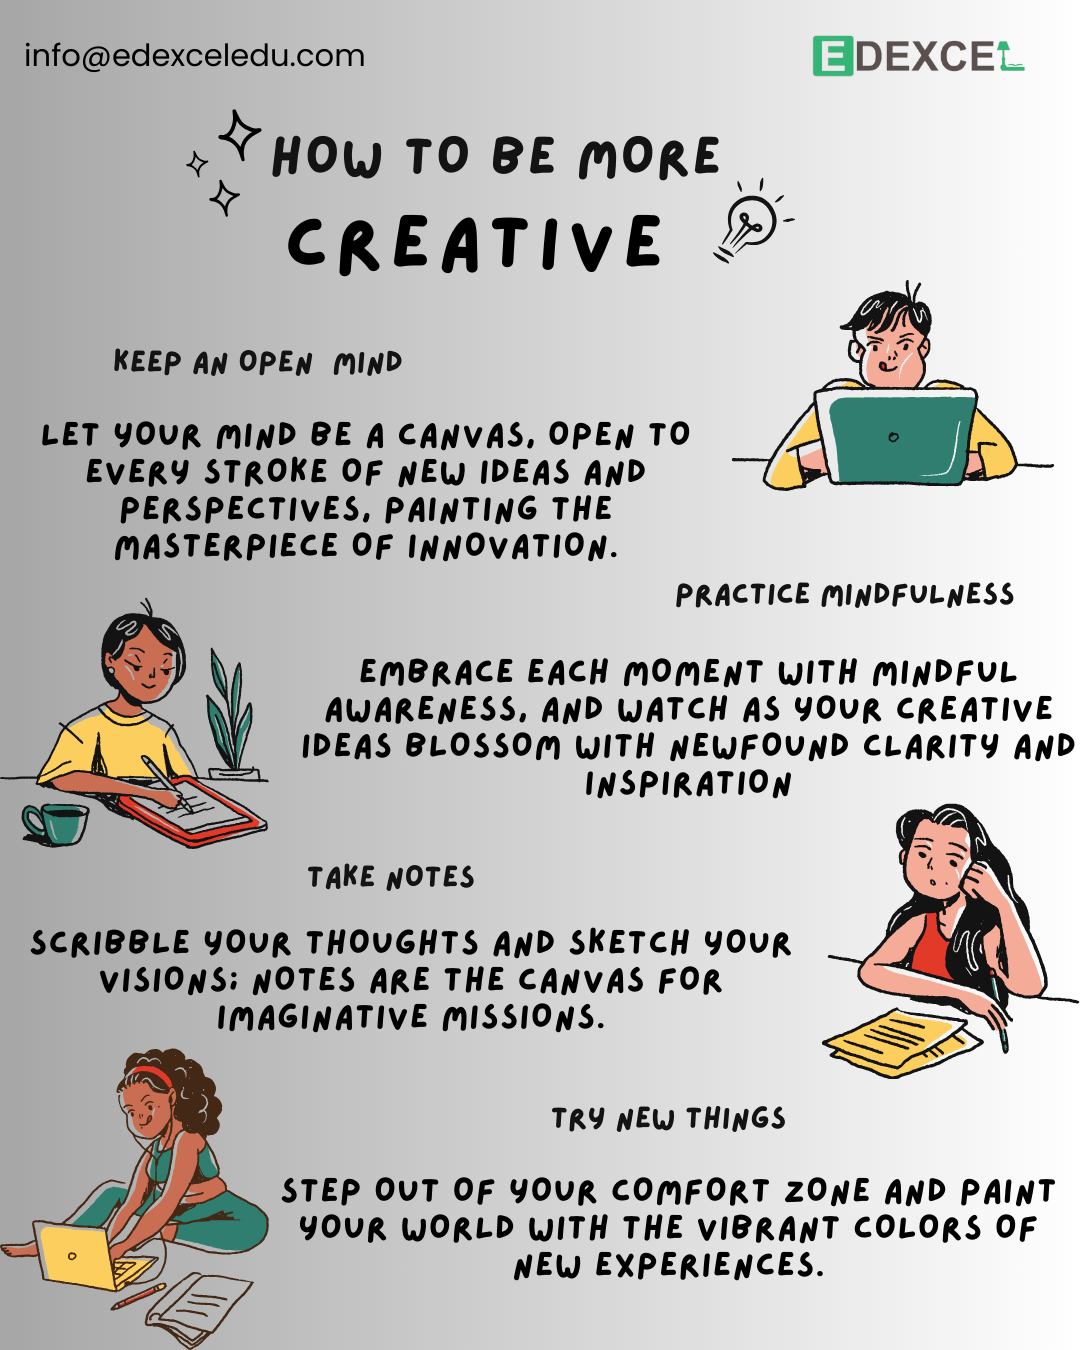 info@edexceledu.com
EDEXCEL
HOW TO BE MORE
CREATIVE
KEEP AN OPEN MIND
LET YOUR MIND BE A CANVAS, OPEN TO
EVERY STROKE OF NEW IDEAS AND
PERSPECTIVES, PAINTING THE
MASTERPIECE OF INNOVATION.
PRACTICE MINDFULNESS
EMBRACE EACH MOMENT WITH MINDFUL
AWARENESS, AND WATCH AS YOUR CREATIVE
IDEAS BLOSSOM WITH NEWFOUND CLARITY AND
INSPIRATION
TAKE NOTES
SCRIBBLE YOUR THOUGHTS AND SKETCH YOUR
VISIONS; NOTES ARE THE CANVAS FOR
IMAGINATIVE MISSIONS.
TRY NEW THINGS
STEP OUT OF YOUR COMFORT ZONE AND PAINT
YOUR WORLD WITH THE VIBRANT COLORS OF
NEW EXPERIENCES.